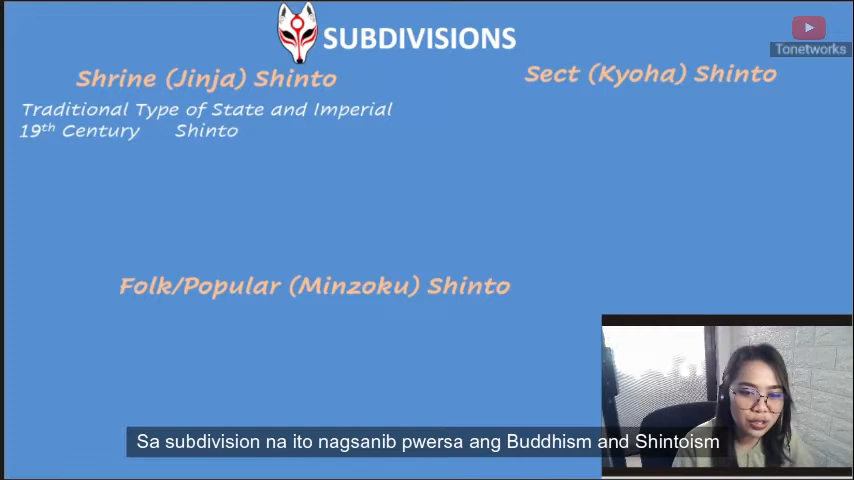 SUBDIVISIONS
Tonetworks
Shrine (Jinja) Shinto
Sect (Kyoha) Shinto
Traditional Type of State and Imperial
19th Century Shinto
Folk/Popular (Minzoku) Shinto
Sa subdivision na ito nagsanib pwersa ang Buddhism and Shintoism